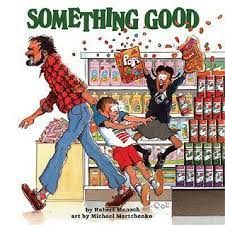 SOMETHING GOOD
by Robert Munsch
art by Michael Martchenko